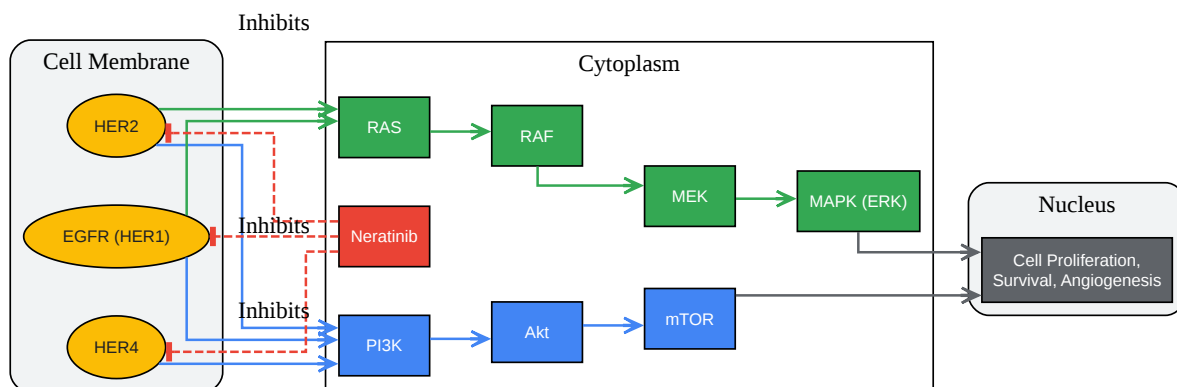 Inhibits
Cell Membrane
Cytoplasm
HER2
RAS
RAF
MEK
MAPK (ERK)
Nucleus
EGFR (HER1)
Inhibits
Neratinib
Cell Proliferation,
Survival, Angiogenesis
Inhibits
HER4
PI3K
Akt
mTOR